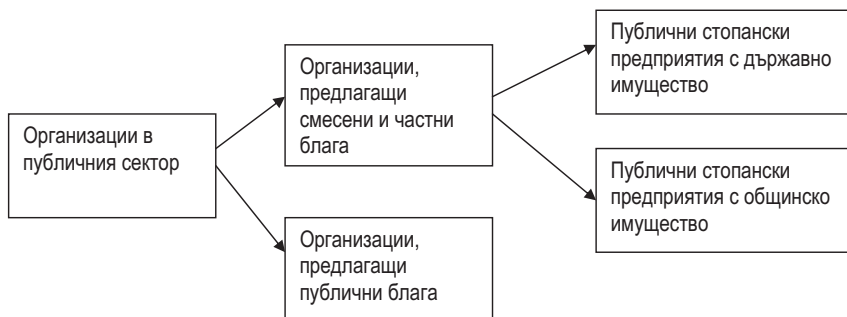 Организации в
публичния сектор
Организации,
предлагащи
смесени и частни
блага
Организации,
предлагащи
публични блага
Публични стопански
предприятия с държавно
имущество
Публични стопански
предприятия с общинско
имущество